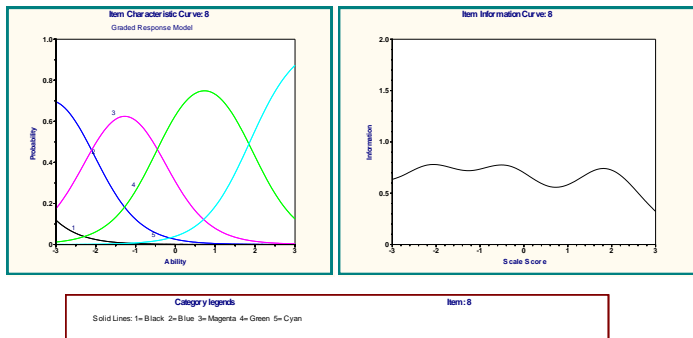 Item Characteristic Curve: 8
Graded Response Model
1.0
0.8
0.6
0.4
0.2
0
-3
-2
-1
0
1
2
3
Probability
Ability
1
3
4
5
Item Information Curve: 8
2.0
1.5
1.0
0.5
0
-3
-2
-1
0
1
2
3
Information
Scale Score
Category legends
Item: 8
Solid Lines: 1= Black 2= Blue 3= Magenta 4= Green 5= Cyan